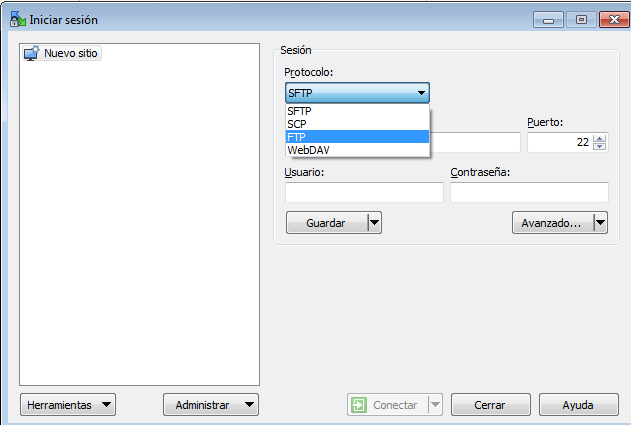 Iniciar sesión
Nuevo sitio
Sesión
Protocolo:
SFTP
SFTP
SCP
FTP
WebDAV
Puerto:
22
Usuario:
Contraseña:
Guardar
Avanzado...
Herramientas
Administrar
Conectar
Cerrar
Ayuda